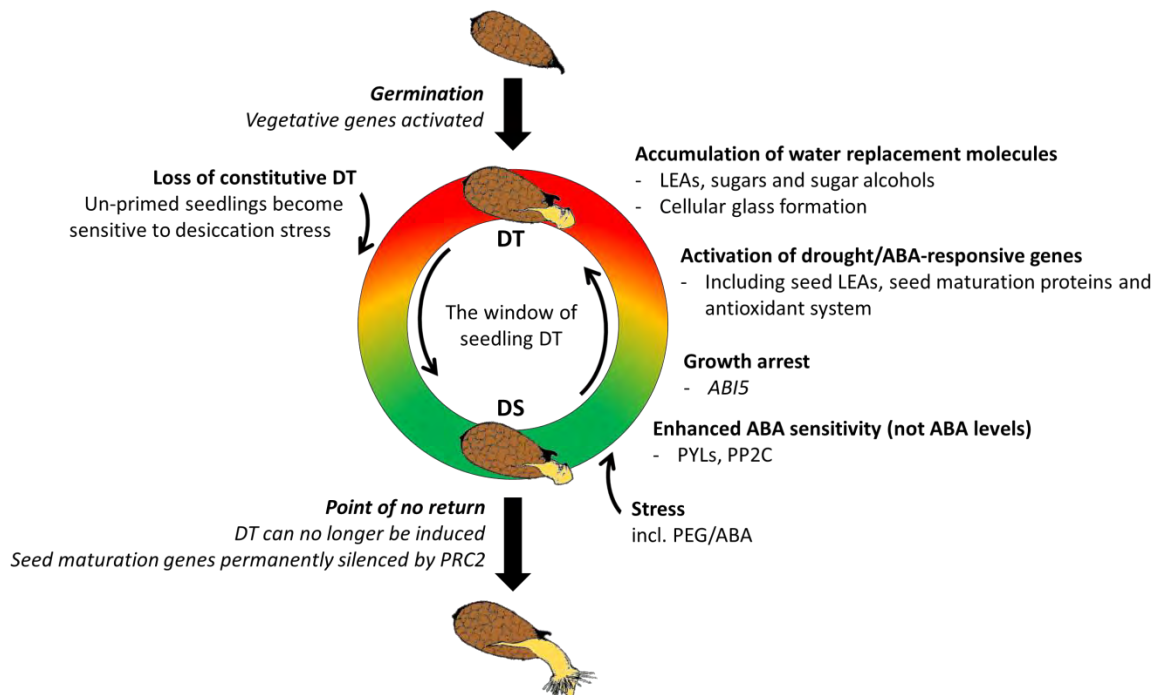 Germination
Vegetative genes activated
Loss of constitutive DT
Un-primed seedlings become
sensitive to desiccation stress
DT
The window of
seedling DT
DS
Accumulation of water replacement molecules
- LEAs, sugars and sugar alcohols
- Cellular glass formation
Activation of drought/ABA-responsive genes
- Including seed LEAs, seed maturation proteins and
antioxidant system
Growth arrest
- ABI5
Enhanced ABA sensitivity (not ABA levels)
- PYLs, PP2C
Stress
incl. PEG/ABA
Point of no return
DT can no longer be induced
Seed maturation genes permanently silenced by PRC2